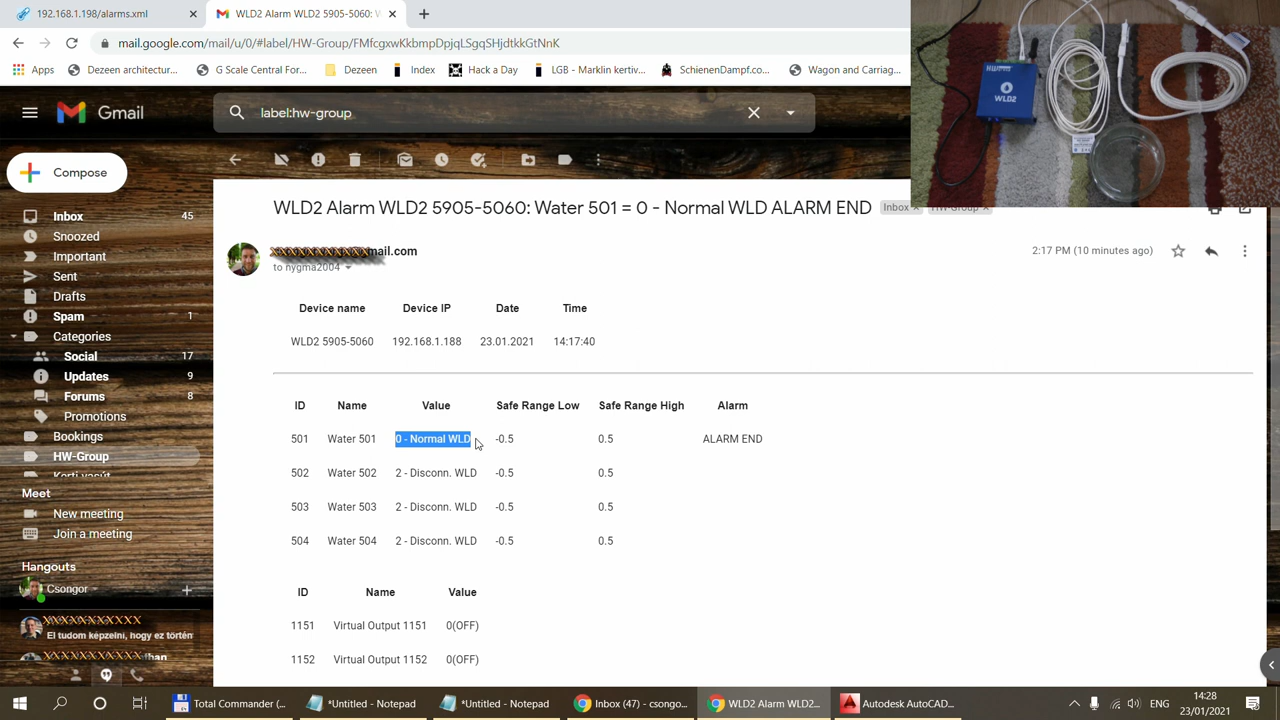 192.168.1.198/alarms.xml
WLD2 Alarm WLD2 5905-5060:
mail.google.com/mail/u/0/#label/HW-Group/FMfcgxwKkbmpDpjqLSgqSHjdtkkGtNnK
Apps Dezeen architectur... G Scale Central For... Dezeen Index Hack a Day LGB - Marklin kertiv... SchienenDampf.co... Wagon and Carriag...
WLD2
Gmail
label:hw-group
Compose
WLD2 Alarm WLD2 5905-5060: Water 501 = 0 - Normal WLD ALARM END Inbox HW-Group
Inbox 45
Snoozed
Important
Sent
Drafts
Spam 1
Categories
Social 17
Updates 9
Forums 8
Promotions
Bookings
HW-Group
Kerti vasút
Meet
New meeting
Join a meeting
Hangouts
Csongor
XXXXXXXXXX
El tudom képzelni, hogy ez történ
mail.com
2:17 PM (10 minutes ago)
to nygma2004
Device name Device IP Date Time
WLD2 5905-5060 192.168.1.188 23.01.2021 14:17:40
ID Name Value Safe Range Low Safe Range High Alarm
501 Water 501 0 - Normal WLD -0.5 0.5 ALARM END
502 Water 502 2 - Disconn. WLD -0.5 0.5
503 Water 503 2 - Disconn. WLD -0.5 0.5
504 Water 504 2 - Disconn. WLD -0.5 0.5
ID Name Value
1151 Virtual Output 1151 0(OFF)
1152 Virtual Output 1152 0(OFF)
Total Commander (... *Untitled - Notepad *Untitled - Notepad Inbox (47) - csongo... WLD2 Alarm WLD2... Autodesk AutoCAD...
ENG
14:28
23/01/2021